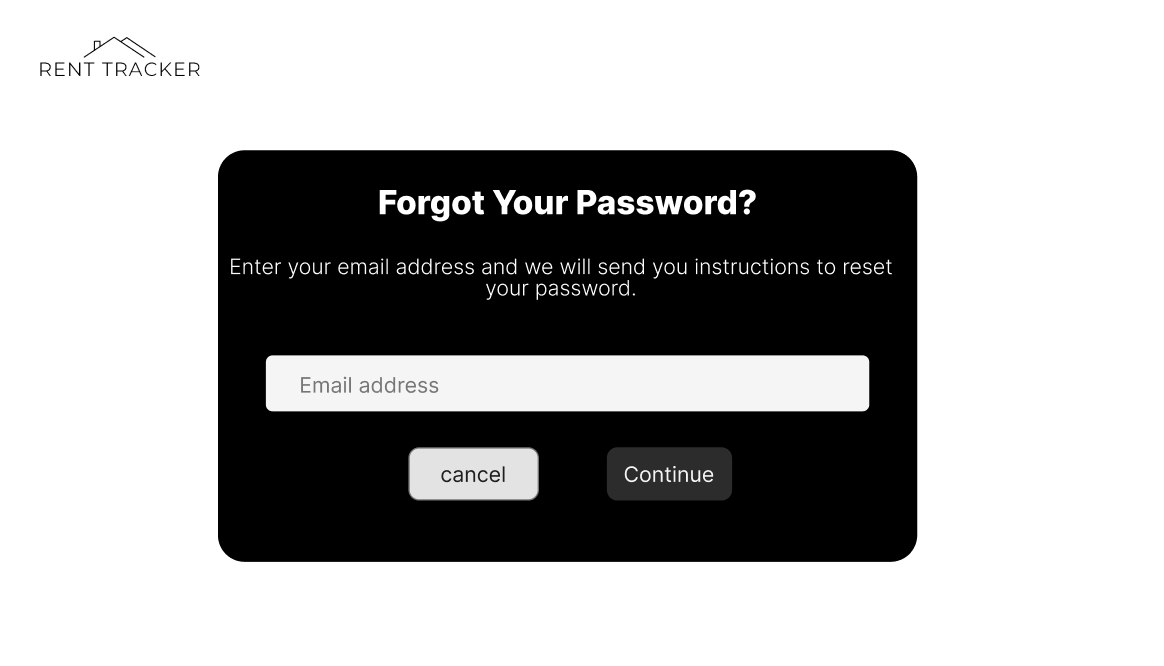 RENT TRACKER
Forgot Your Password?
Enter your email address and we will send you instructions to reset
your password.
Email address
cancel
Continue